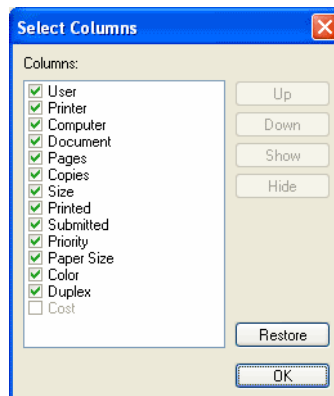 Select Columns
Columns:
User
Printer
Computer
Document
Pages
Copies
Size
Printed
Submitted
Priority
Paper Size
Color
Duplex
Cost
Up
Down
Show
Hide
Restore
OK